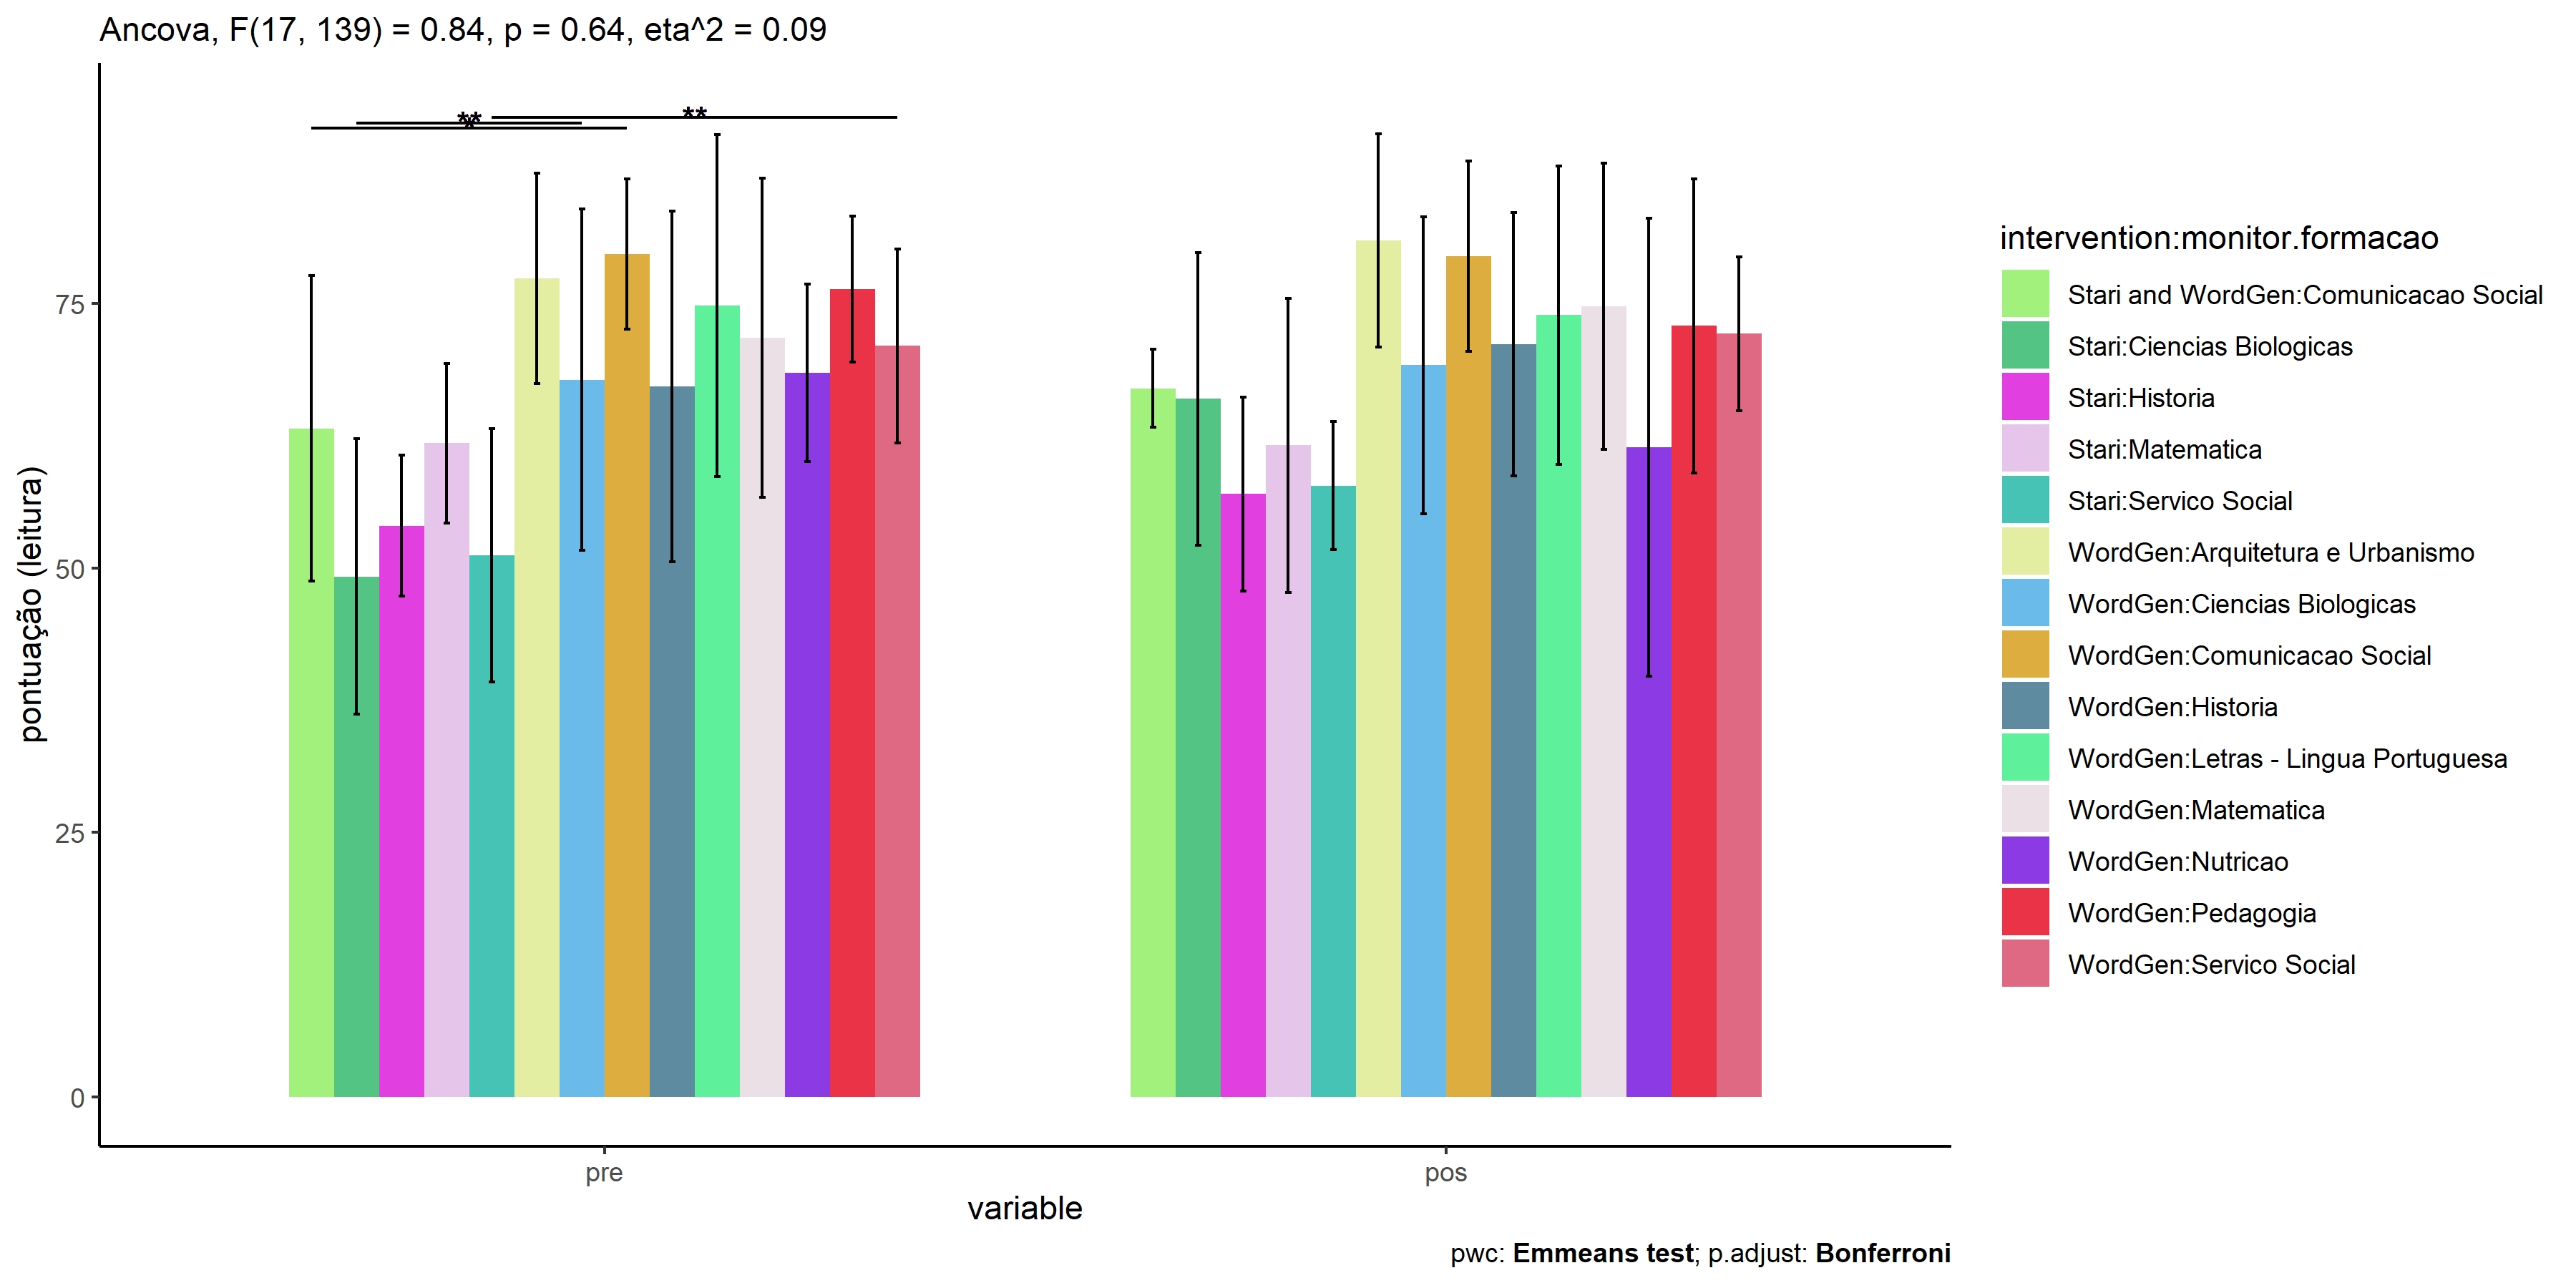 Ancova, F(17, 139) = 0.84, p = 0.64, eta^2 = 0.09
**
**
pontuação (leitura)
75
50
25
0
pre
pos
variable
intervention:monitor.formacao
Stari and WordGen:Comunicacao Social
Stari:Ciencias Biologicas
Stari:Historia
Stari:Matematica
Stari:Servico Social
WordGen:Arquitetura e Urbanismo
WordGen:Ciencias Biologicas
WordGen:Comunicacao Social
WordGen:Historia
WordGen:Letras - Lingua Portuguesa
WordGen:Matematica
WordGen:Nutricao
WordGen:Pedagogia
WordGen:Servico Social
pwc: Emmeans test; p.adjust: Bonferroni